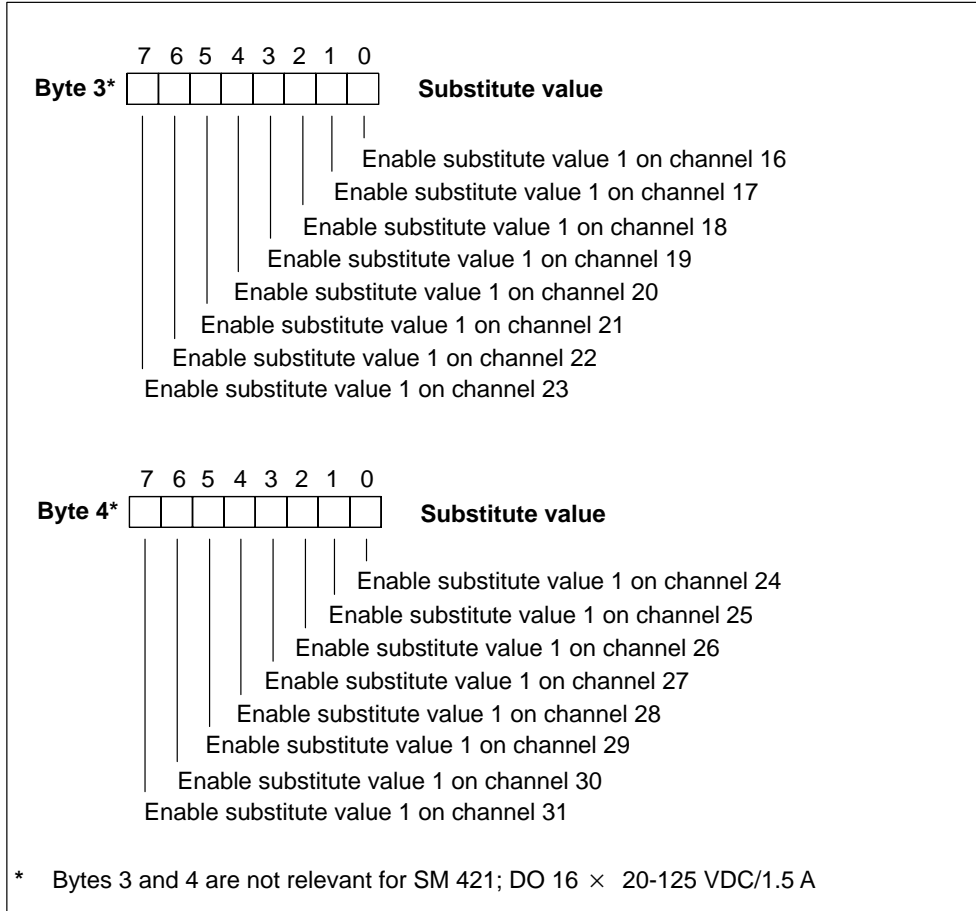 7 6 5 4 3 2 1 0
Byte 3* Substitute value
Enable substitute value 1 on channel 16
Enable substitute value 1 on channel 17
Enable substitute value 1 on channel 18
Enable substitute value 1 on channel 19
Enable substitute value 1 on channel 20
Enable substitute value 1 on channel 21
Enable substitute value 1 on channel 22
Enable substitute value 1 on channel 23
7 6 5 4 3 2 1 0
Byte 4* Substitute value
Enable substitute value 1 on channel 24
Enable substitute value 1 on channel 25
Enable substitute value 1 on channel 26
Enable substitute value 1 on channel 27
Enable substitute value 1 on channel 28
Enable substitute value 1 on channel 29
Enable substitute value 1 on channel 30
Enable substitute value 1 on channel 31
* Bytes 3 and 4 are not relevant for SM 421; DO 16 × 20-125 VDC/1.5 A